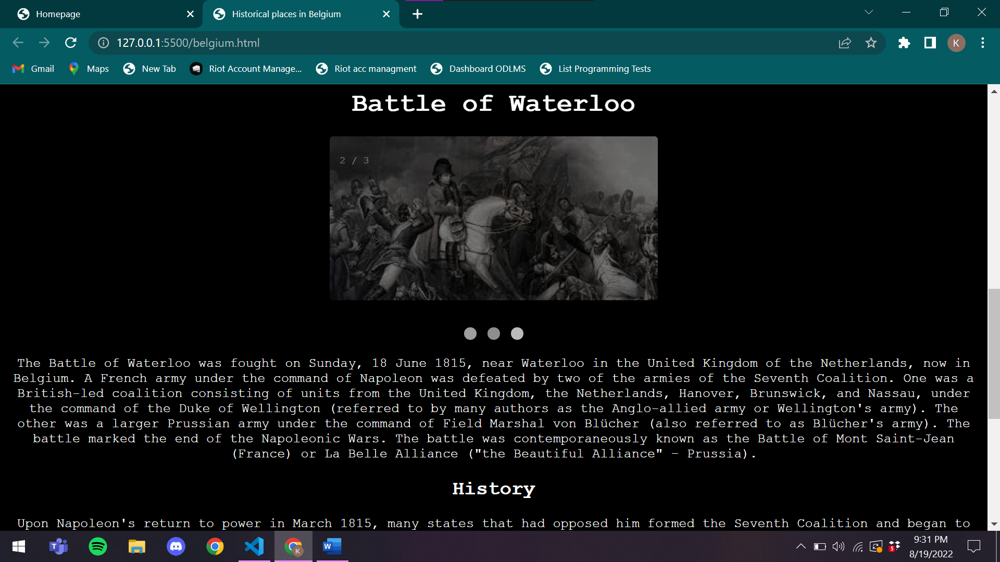 Homepage
Historical places in Belgium
127.0.0.1:5500/belgium.html
K
Gmail
Maps
New Tab
Riot Account Manage...
Riot acc managment
Dashboard ODLMS
List Programming Tests
Battle of Waterloo
2 / 3
The Battle of Waterloo was fought on Sunday, 18 June 1815, near Waterloo in the United Kingdom of the Netherlands, now in
Belgium. A French army under the command of Napoleon was defeated by two of the armies of the Seventh Coalition. One was a
British-led coalition consisting of units from the United Kingdom, the Netherlands, Hanover, Brunswick, and Nassau, under
the command of the Duke of Wellington (referred to by many authors as the Anglo-allied army or Wellington's army). The
other was a larger Prussian army under the command of Field Marshal von Blücher (also referred to as Blücher's army). The
battle marked the end of the Napoleonic Wars. The battle was contemporaneously known as the Battle of Mont Saint-Jean
(France) or La Belle Alliance ("the Beautiful Alliance" - Prussia).
History
Upon Napoleon's return to power in March 1815, many states that had opposed him formed the Seventh Coalition and began to
T
K
W
5
9:31 PM
8/19/2022